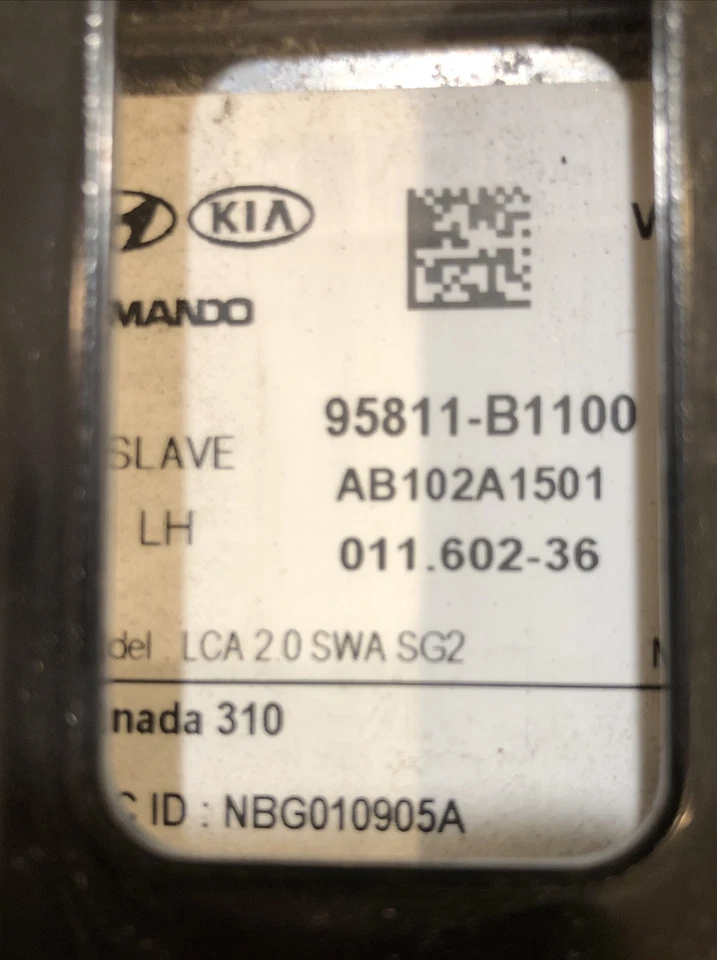 KIA
V
MANDO
95811-B1100
SLAVE
AB102A1501
LH
011.602-36
del LCA 2.0 SWA SG2
N
nada 310
C ID : NBG010905A